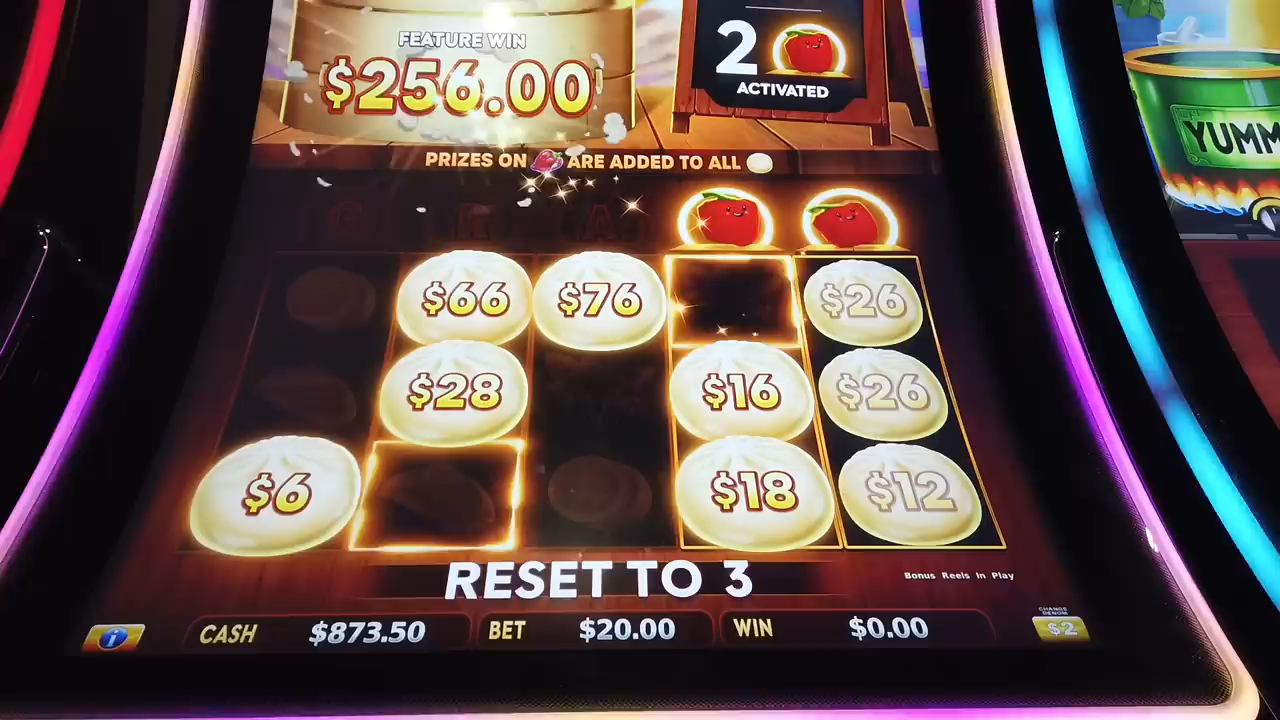 FEATURE WIN
$256.00
2
ACTIVATED
PRIZES ON ARE ADDED TO ALL
G R A
$66 $76 $26
$28 $16 $26
$6 $18 $12
RESET TO 3
Bonus Reels In Play
CASH $873.50 BET $20.00 WIN $0.00
CHANGE
DENOM
$2
YUMM